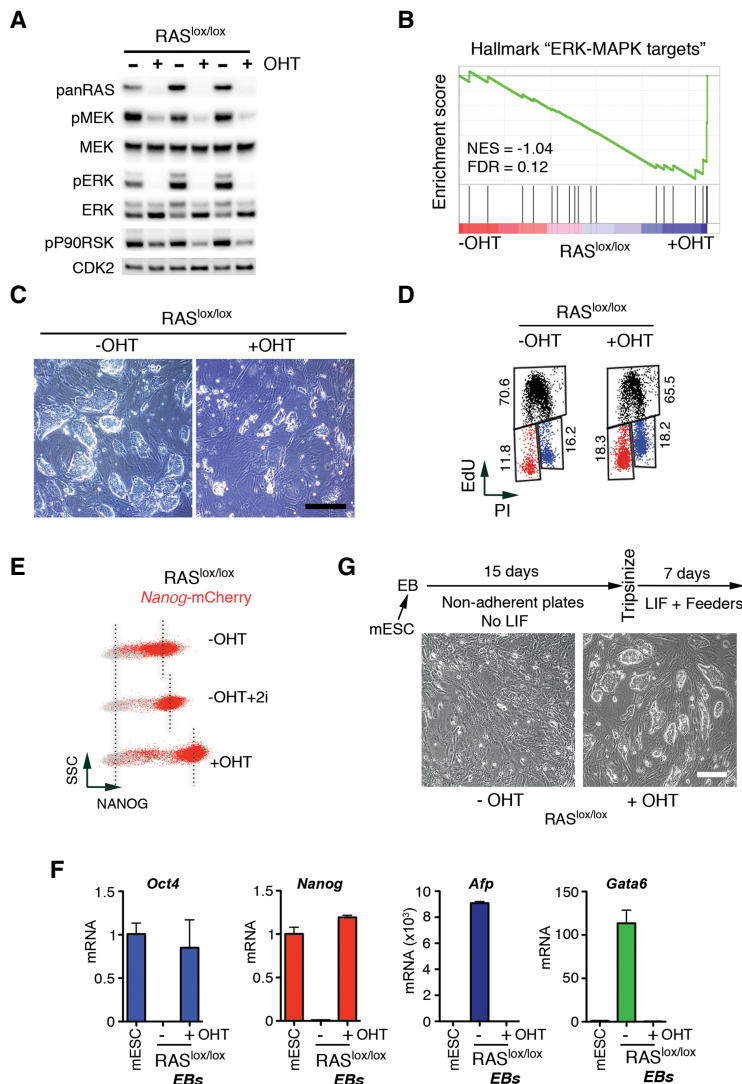 A
RAS^lox/lox
− + − + − + OHT
panRAS
pMEK
MEK
pERK
ERK
pP90RSK
CDK2
B
Hallmark “ERK-MAPK targets”
Enrichment score
NES = -1.04
FDR = 0.12
-OHT
+OHT
RAS^lox/lox
C
RAS^lox/lox
-OHT
+OHT
D
RAS^lox/lox
-OHT
+OHT
70.6
11.8
16.2
65.5
18.3
18.2
EdU
PI
E
RAS^lox/lox
Nanog-mCherry
-OHT
-OHT+2i
+OHT
SSC
NANOG
G
EB
mESC
15 days
Non-adherent plates
No LIF
Tripsinize
7 days
LIF + Feeders
- OHT
+ OHT
RAS^lox/lox
F
Oct4
mRNA
1.5
1
0.5
0
mESC
- + OHT
RAS^lox/lox
EBs
Nanog
mRNA
1.5
1
0.5
0
mESC
- + OHT
RAS^lox/lox
EBs
Afp
mRNA (x10^3)
10
8
6
4
2
0
mESC
- + OHT
RAS^lox/lox
EBs
Gata6
mRNA
150
100
50
0
mESC
- + OHT
RAS^lox/lox
EBs